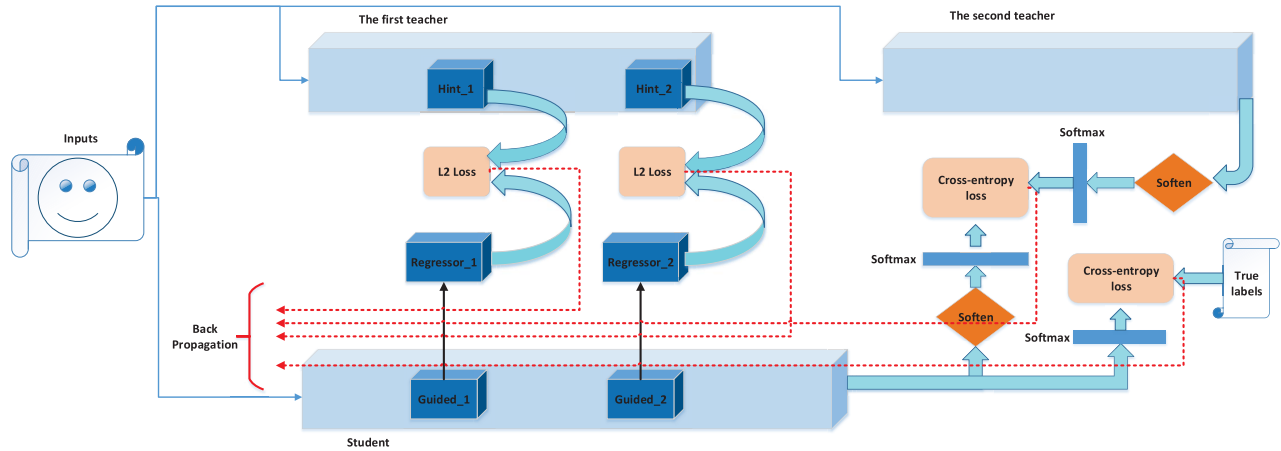 The first teacher
The second teacher
Hint_1
Hint_2
Inputs
Softmax
L2 Loss
L2 Loss
Cross-entropy
loss
Soften
Regressor_1
Regressor_2
Softmax
Cross-entropy
loss
True
labels
Back
Propagation
Soften
Softmax
Guided_1
Guided_2
Student